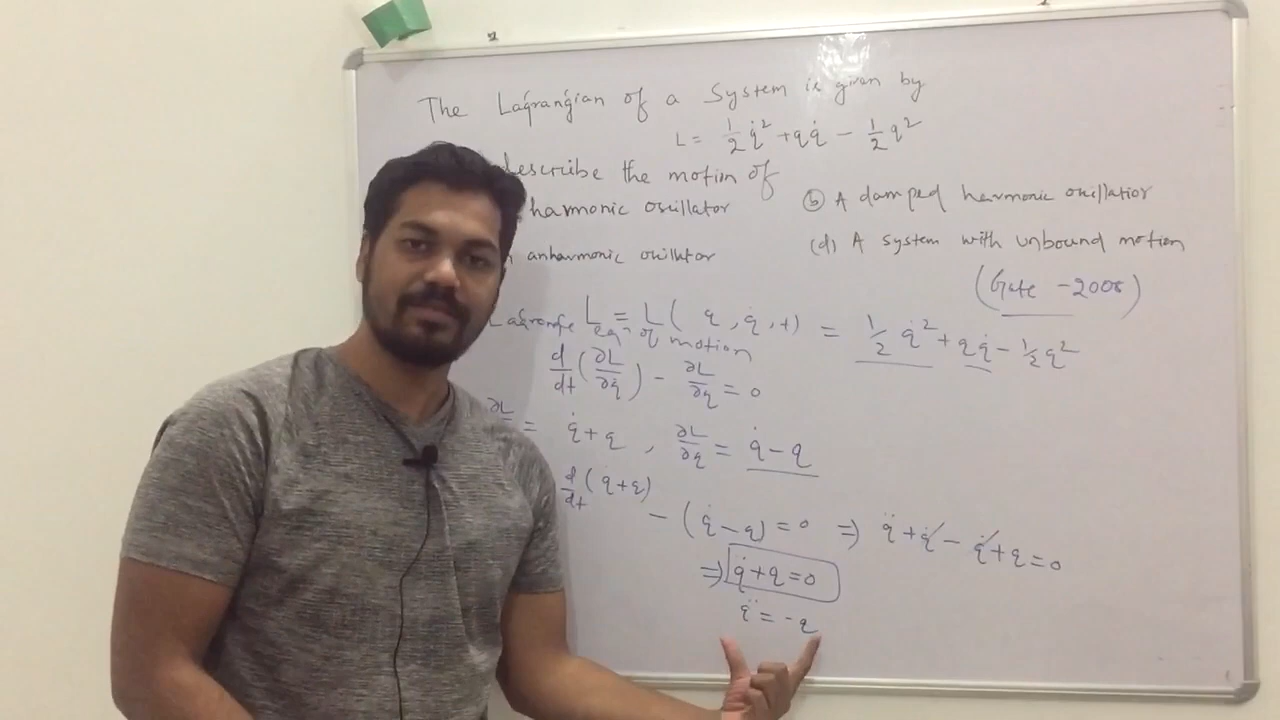 The Lagrangian of a System is given by
L = 1/2 q̇² + qq̇ - 1/2 q²
describe the motion of
harmonic oscillator (b) A damped harmonic oscillatior
anharmonic oscillator (d) A system with unbound motion
(Gate - 2008)
L = L ( q, q̇, t ) = 1/2 q̇² + qq̇ - 1/2 q²
Lagrange eqn of motion
d/dt (∂L/∂q̇) - ∂L/∂q = 0
∂L = q̇ + q , ∂L/∂q = q̇ - q
d/dt (q̇ + q)
- (q̇ - q) = 0 ⇒ q̈ + q̇ - q̇ + q = 0
⇒ q̈ + q = 0
q̈ = - q